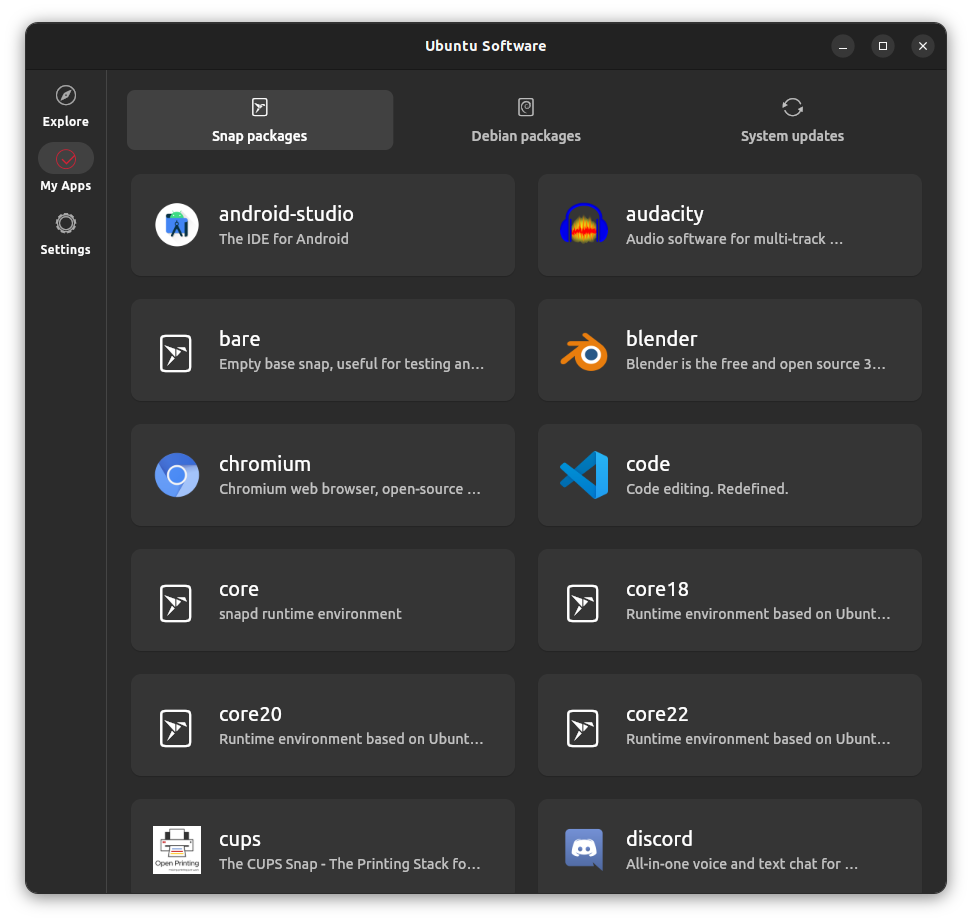 Ubuntu Software
Explore
My Apps
Settings
Snap packages
Debian packages
System updates
android-studio
The IDE for Android
audacity
Audio software for multi-track …
bare
Empty base snap, useful for testing an…
blender
Blender is the free and open source 3…
chromium
Chromium web browser, open-source …
code
Code editing. Redefined.
core
snapd runtime environment
core18
Runtime environment based on Ubunt…
core20
Runtime environment based on Ubunt…
core22
Runtime environment based on Ubunt…
Open Printing
cups
The CUPS Snap - The Printing Stack fo…
discord
All-in-one voice and text chat for …